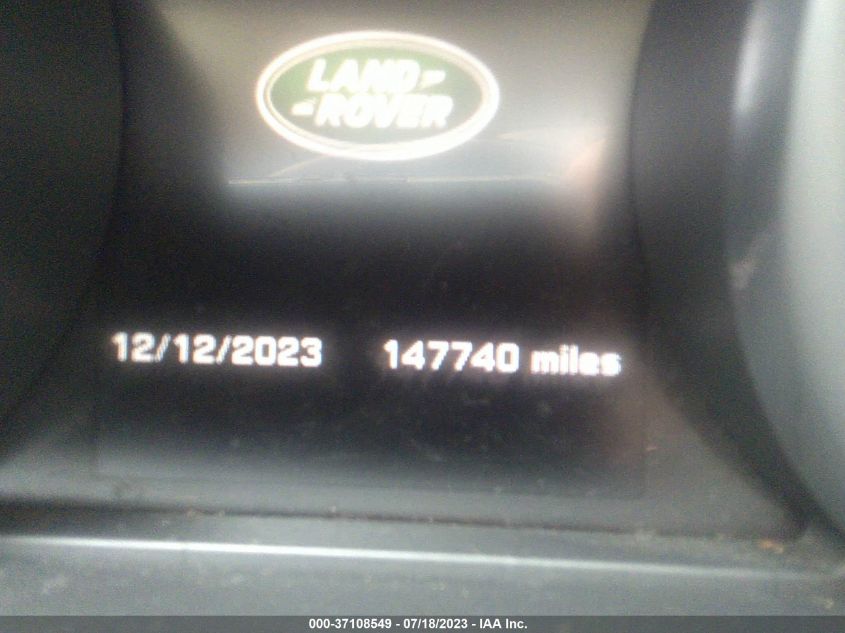 LAND
ROVER
12/12/2023 147740 miles
000-37108549 - 07/18/2023 - IAA Inc.